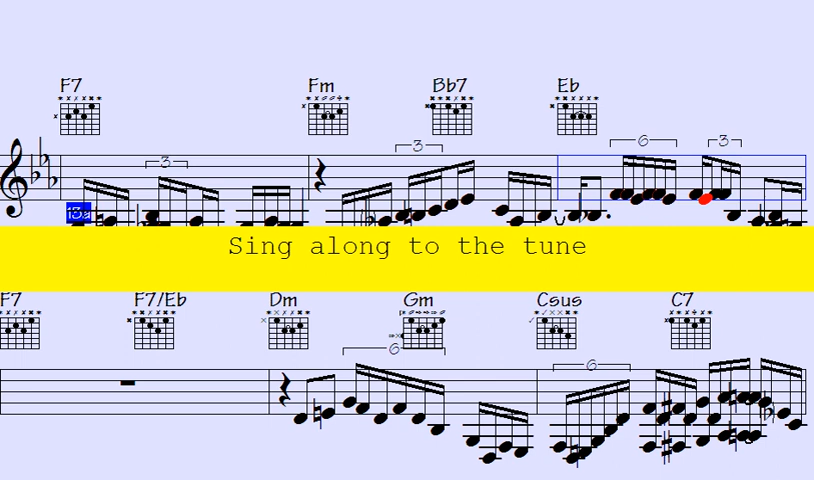 F7 Fm Bb7 Eb
3 3 6 3
13a
Sing along to the tune
F7 F7/Eb Dm Gm Csus C7
6 6